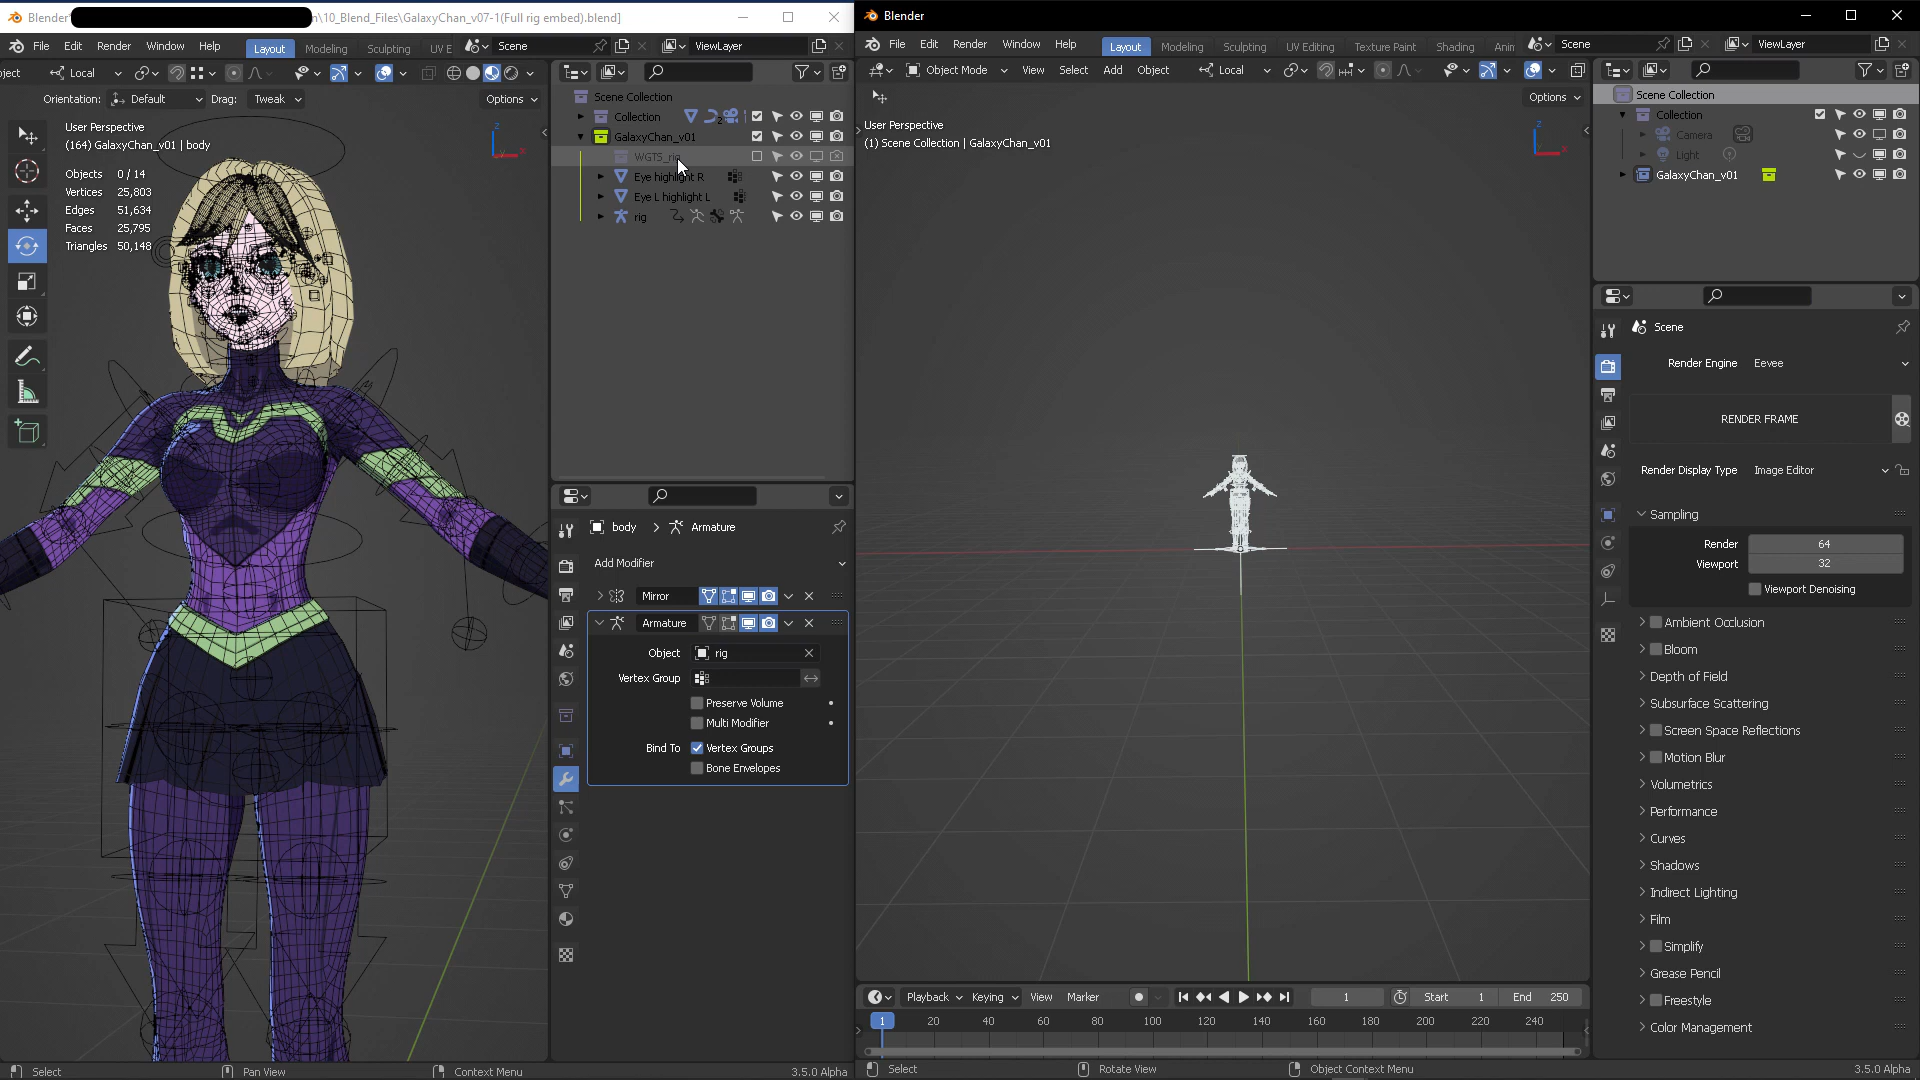 Blender
n\10_Blend_Files\GalaxyChan_v07-1(Full rig embed).blend]
File Edit Render Window Help Layout Modeling Sculpting UV E Scene ViewLayer
ject Local
Orientation: Default Drag: Tweak Options
User Perspective
(164) GalaxyChan_v01 | body
Objects 0 / 14
Vertices 25,803
Edges 51,634
Faces 25,795
Triangles 50,148
Z
X
Scene Collection
Collection 2
GalaxyChan_v01
WGTS_rig
Eye highlight R
Eye L highlight L
rig
body > Armature
Add Modifier
Mirror
Armature
Object rig
Vertex Group
Preserve Volume
Multi Modifier
Bind To Vertex Groups
Bone Envelopes
Select Pan View Context Menu 3.5.0 Alpha
Blender
File Edit Render Window Help Layout Modeling Sculpting UV Editing Texture Paint Shading Anin Scene ViewLayer
Object Mode View Select Add Object Local
Options
User Perspective
(1) Scene Collection | GalaxyChan_v01
Z
X
Scene Collection
Collection
Camera
Light
GalaxyChan_v01
Scene
Render Engine Eevee
RENDER FRAME
Render Display Type Image Editor
Sampling
Render 64
Viewport 32
Viewport Denoising
Ambient Occlusion
Bloom
Depth of Field
Subsurface Scattering
Screen Space Reflections
Motion Blur
Volumetrics
Performance
Curves
Shadows
Indirect Lighting
Film
Simplify
Grease Pencil
Freestyle
Color Management
Playback Keying View Marker 1 Start 1 End 250
1 20 40 60 80 100 120 140 160 180 200 220 240
Select Rotate View Object Context Menu 3.5.0 Alpha